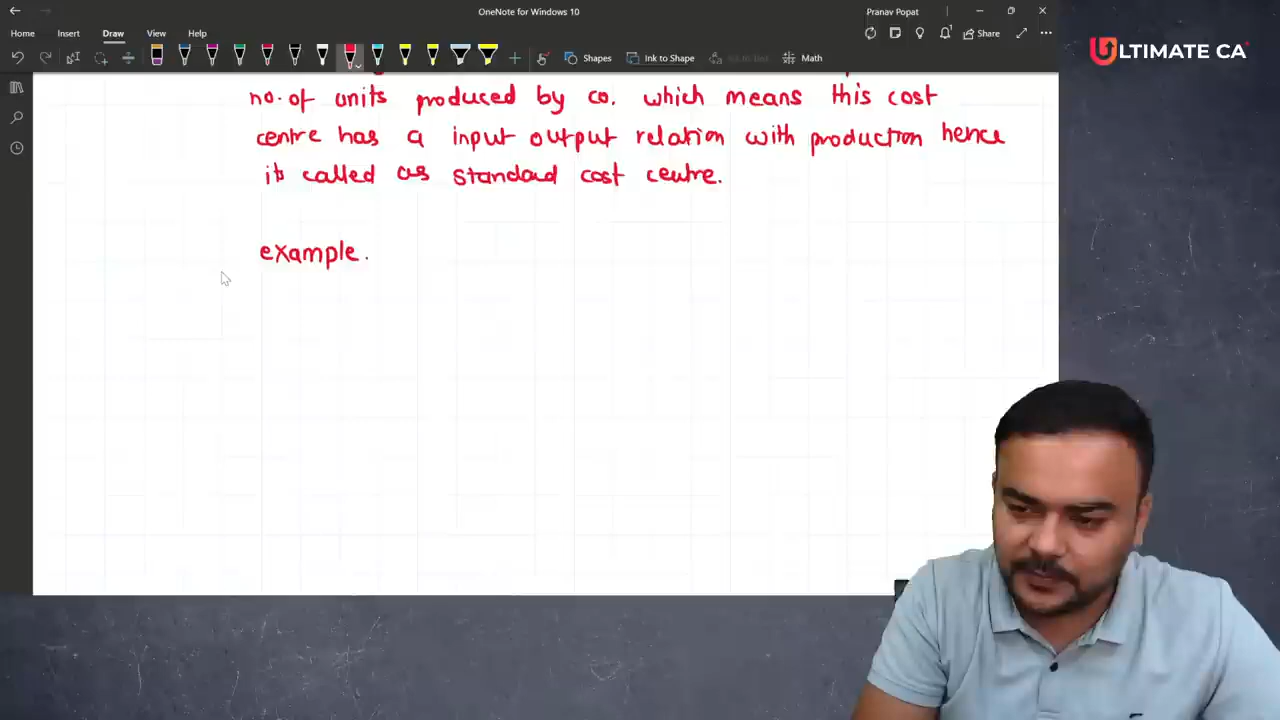 OneNote for Windows 10
Pranav Popat
Home Insert Draw View Help
Share
Shapes Ink to Shape Math
ULTIMATE CA
no. of units produced by co. which means this cost
centre has a input output relation with production hence
its called as standard cost centre.
example.